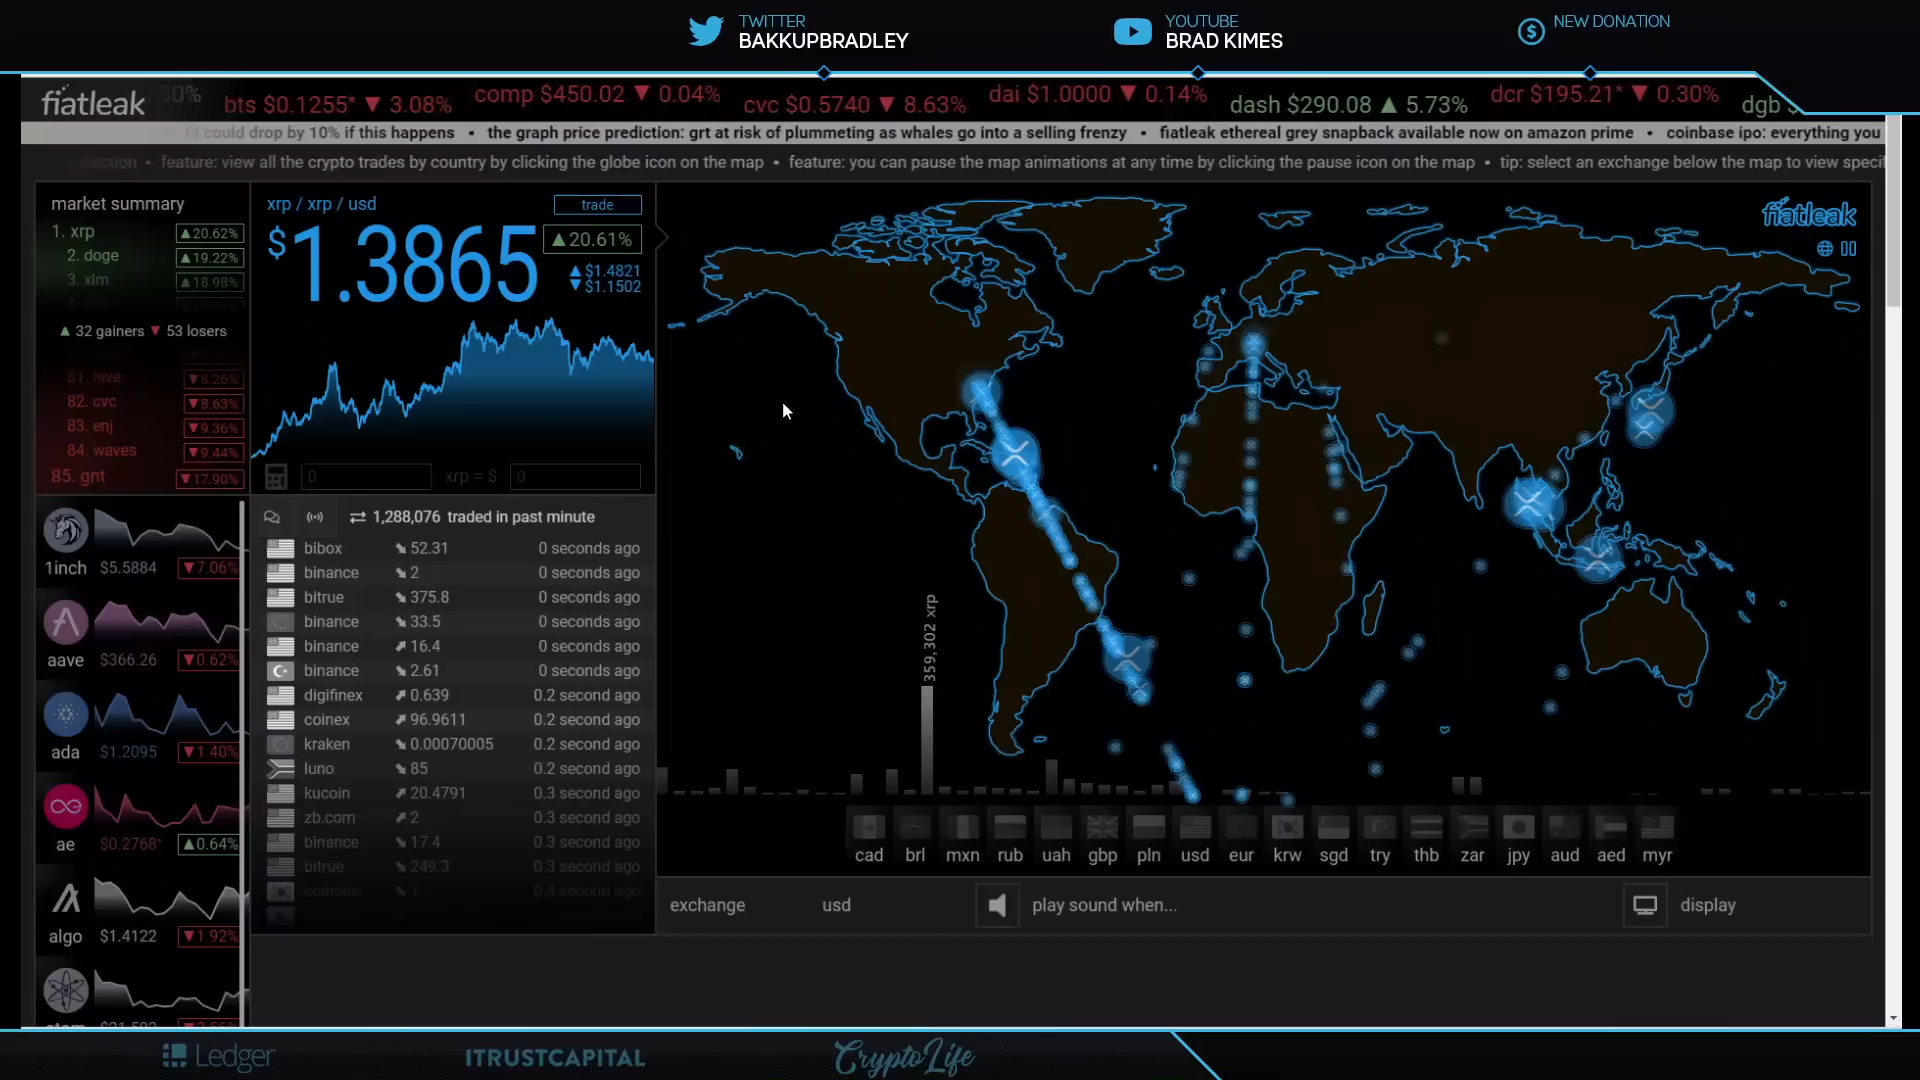 TWITTER
BAKKUPBRADLEY
YOUTUBE
BRAD KIMES
NEW DONATION
fiatleak
bts $0.1255* ▼ 3.08% comp $450.02 ▼ 0.04% cvc $0.5740 ▼ 8.63% dai $1.0000 ▼ 0.14% dash $290.08 ▲ 5.73% dcr $195.21* ▼ 0.30% dgb
could drop by 10% if this happens • the graph price prediction: grt at risk of plummeting as whales go into a selling frenzy • fiatleak ethereal grey snapback available now on amazon prime • coinbase ipo: everything you
• feature: view all the crypto trades by country by clicking the globe icon on the map • feature: you can pause the map animations at any time by clicking the pause icon on the map • tip: select an exchange below the map to view
market summary
1. xrp ▲20.62%
2. doge ▲19.22%
3. xlm ▲18.98%
▲ 32 gainers ▼ 53 losers
81. hive ▼8.26%
82. cvc ▼8.63%
83. enj ▼9.36%
84. waves ▼9.44%
85. gnt ▼17.90%
1inch $5.5884 ▼7.06%
aave $366.26 ▼0.62%
ada $1.2095 ▼1.40%
ae $0.2768* ▲0.64%
algo $1.4122 ▼1.92%
xrp / xrp / usd
trade
$1.3865
▲20.61%
▲$1.4821
▼$1.1502
0 xrp = $ 0
1,288,076 traded in past minute
bibox 52.31 0 seconds ago
binance 2 0 seconds ago
bitrue 375.8 0 seconds ago
binance 33.5 0 seconds ago
binance 16.4 0 seconds ago
binance 2.61 0 seconds ago
digifinex 0.639 0.2 second ago
coinex 96.9611 0.2 second ago
kraken 0.00070005 0.2 second ago
luno 85 0.2 second ago
kucoin 20.4791 0.3 second ago
zb.com 2 0.3 second ago
binance 17.4 0.3 second ago
bitrue 249.3 0.3 second ago
coinone 1 0.4 second ago
fiatleak
359,302 xrp
cad brl mxn rub uah gbp pln usd eur krw sgd try thb zar jpy aud aed myr
exchange usd play sound when... display
Ledger
ITRUSTCAPITAL
CryptoLife